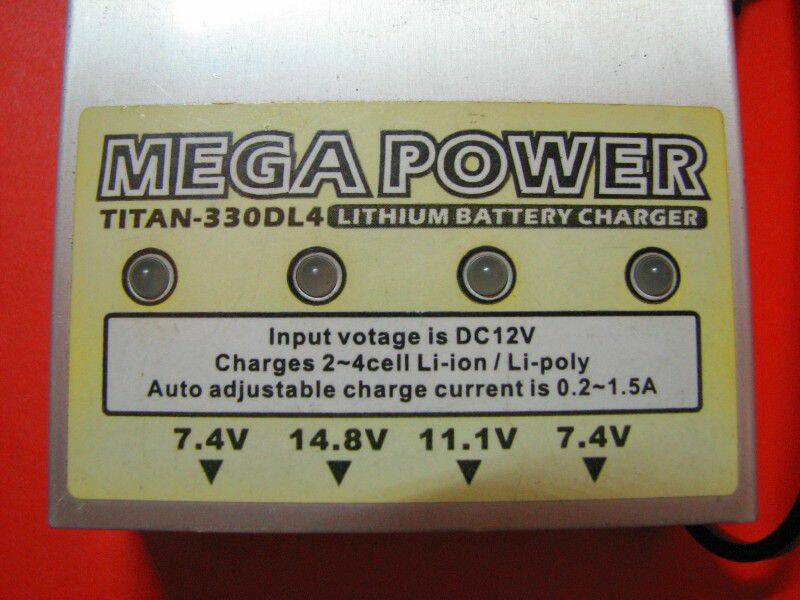 MEGA POWER
TITAN-330DL4 LITHIUM BATTERY CHARGER
Input votage is DC12V
Charges 2~4cell Li-ion / Li-poly
Auto adjustable charge current is 0.2~1.5A
7.4V 14.8V 11.1V 7.4V